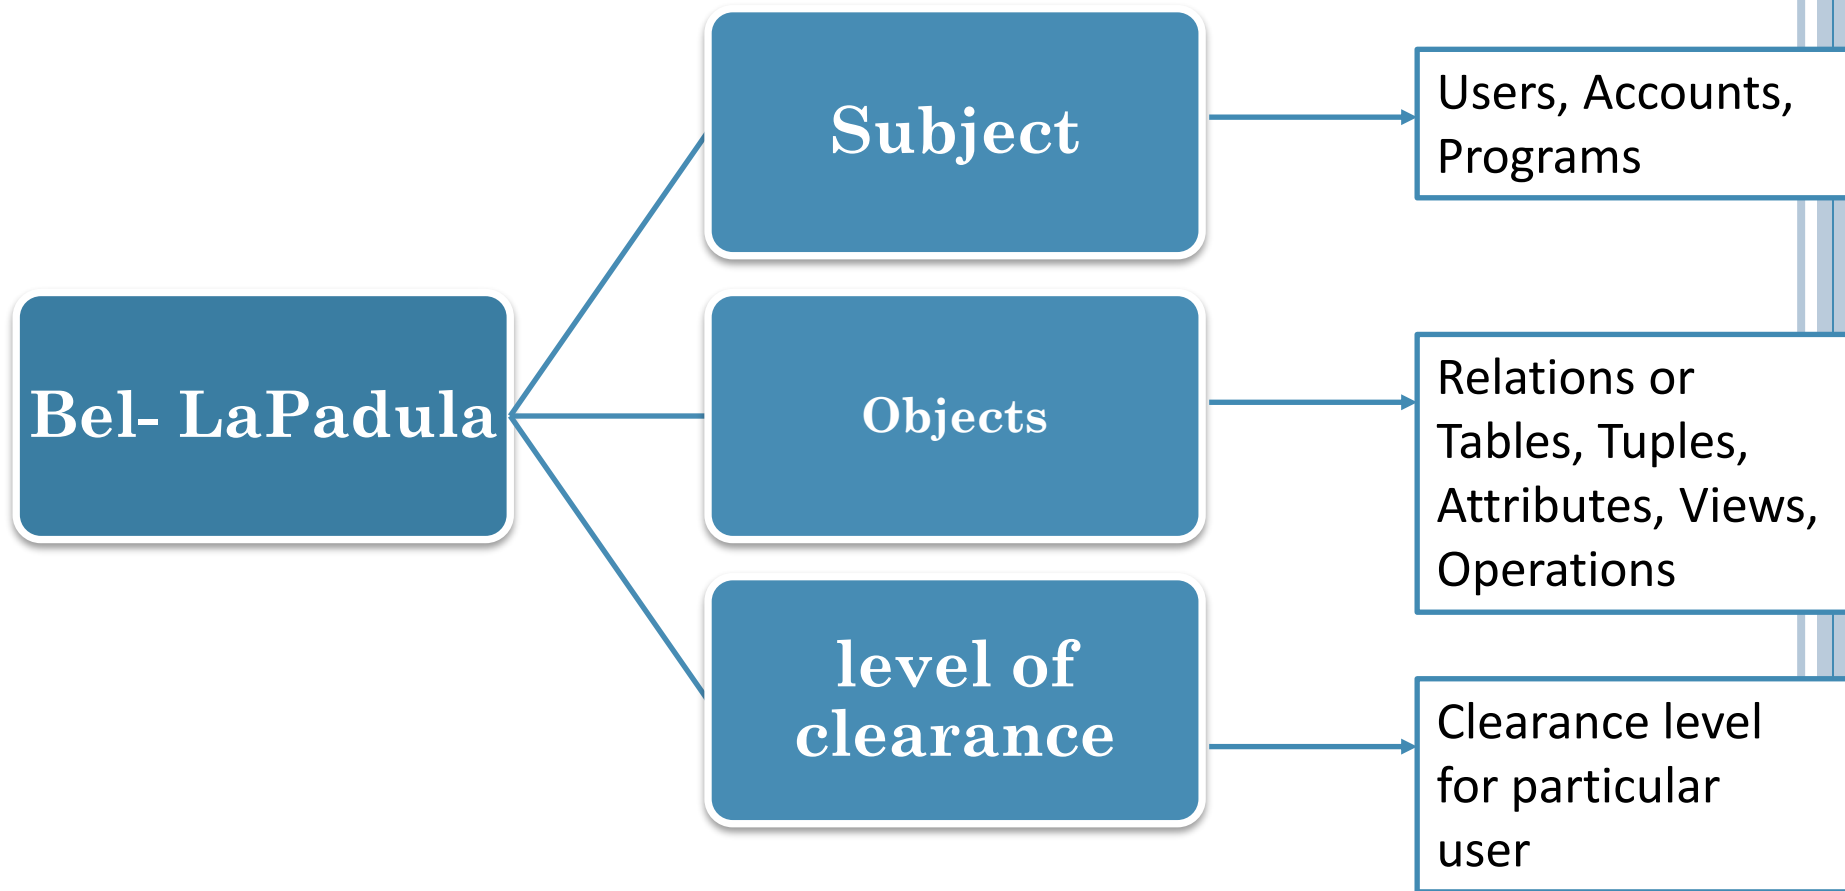 Bel- LaPadula
Subject
Users, Accounts,
Programs
Objects
Relations or
Tables, Tuples,
Attributes, Views,
Operations
level of
clearance
Clearance level
for particular
user